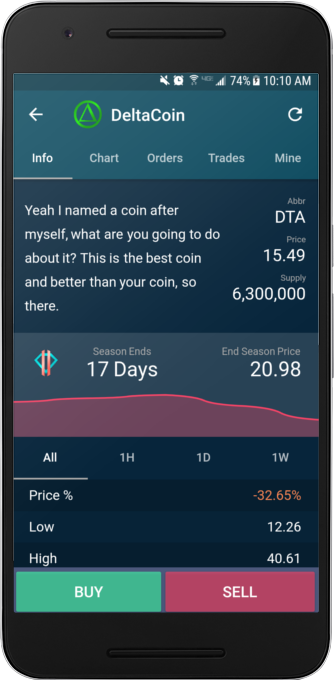 74% 10:10 AM
DeltaCoin
Info Chart Orders Trades Mine
Yeah I named a coin after
myself, what are you going to do
about it? This is the best coin
and better than your coin, so
there.
Abbr
DTA
Price
15.49
Supply
6,300,000
Season Ends
17 Days
End Season Price
20.98
All 1H 1D 1W
Price % -32.65%
Low 12.26
High 40.61
BUY SELL